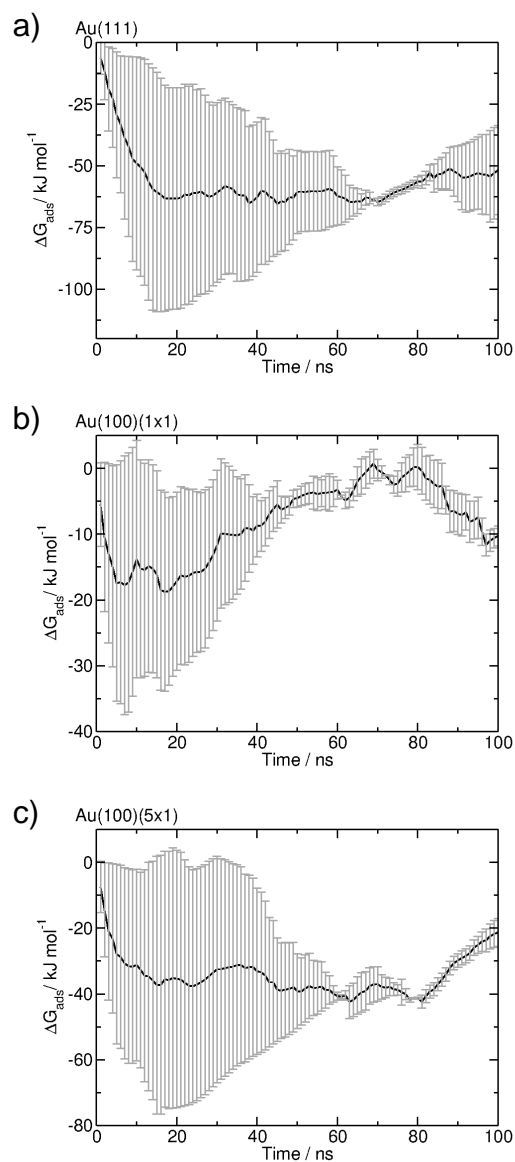 a)
Au(111)
0
-25
-50
-75
-100
ΔG_ads/ kJ mol⁻¹
0 20 40 60 80 100
Time / ns
b)
Au(100)(1x1)
0
-10
-20
-30
-40
ΔG_ads/ kJ mol⁻¹
0 20 40 60 80 100
Time / ns
c)
Au(100)(5x1)
0
-20
-40
-60
-80
ΔG_ads/ kJ mol⁻¹
0 20 40 60 80 100
Time / ns